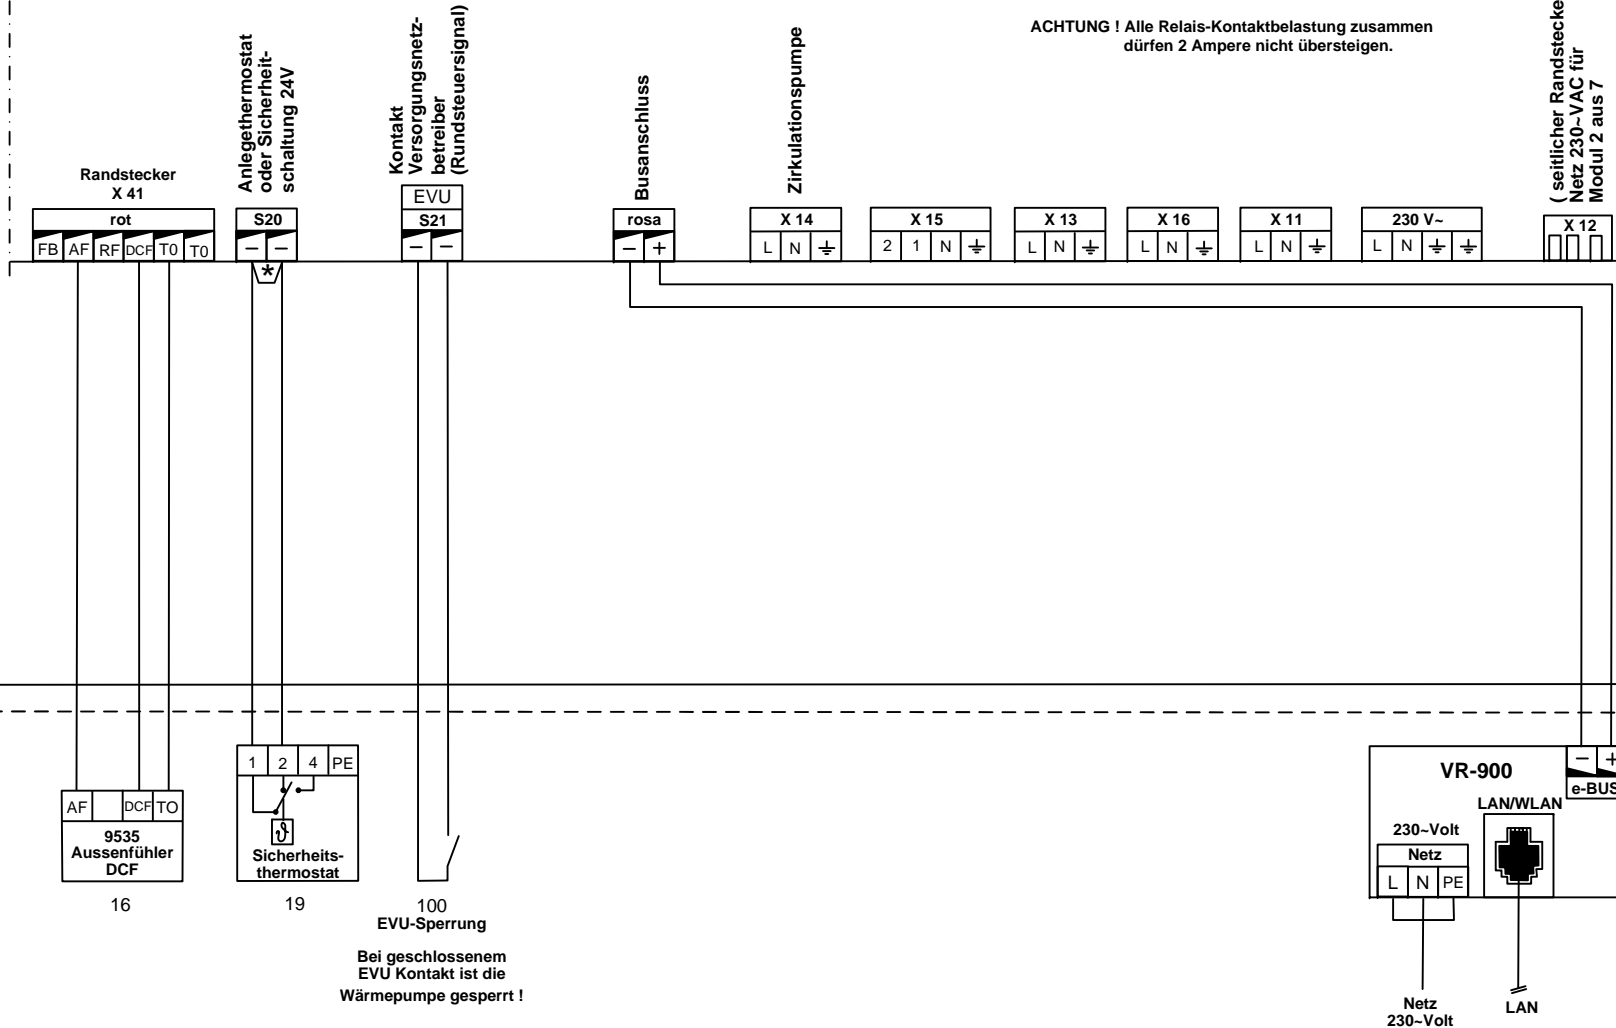 ACHTUNG ! Alle Relais-Kontaktbelastung zusammen
dürfen 2 Ampere nicht übersteigen.
Randstecker
X 41
rot
FB AF RF DCF T0 T0
Anlegethermostat
oder Sicherheit-
schaltung 24V
S20
– –
*
Kontakt
Versorgungsnetz-
betreiber
(Rundsteuersignal)
EVU
S21
– –
Busanschluss
rosa
– +
Zirkulationspumpe
X 14
L N
X 15
2 1 N
X 13
L N
X 16
L N
X 11
L N
230 V~
L N
( seitlicher Randstecke
Netz 230~VAC für
Modul 2 aus 7
X 12
AF DCF TO
9535
Aussenfühler
DCF
16
1 2 4 PE
ϑ
Sicherheits-
thermostat
19
100
EVU-Sperrung
Bei geschlossenem
EVU Kontakt ist die
Wärmepumpe gesperrt !
VR-900
– +
e-BUS
LAN/WLAN
230~Volt
Netz
L N PE
Netz
230~Volt
LAN